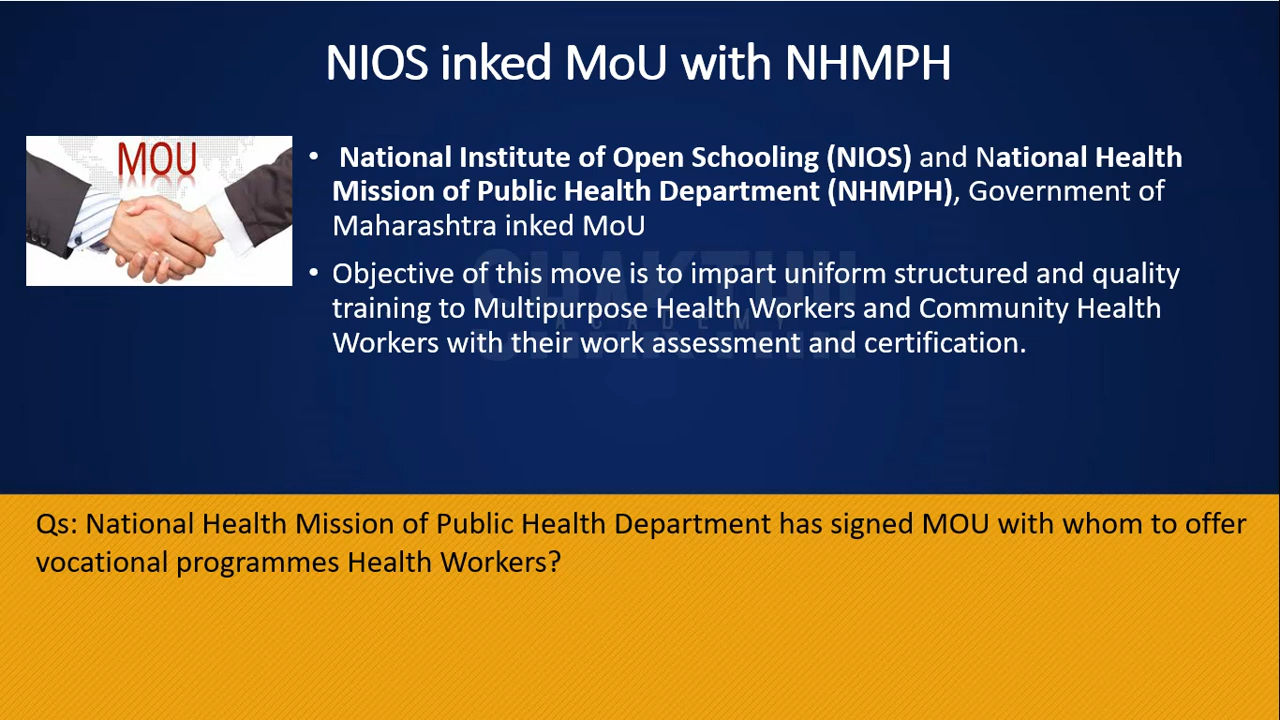 NIOS inked MoU with NHMPH
MOU
• National Institute of Open Schooling (NIOS) and National Health
Mission of Public Health Department (NHMPH), Government of
Maharashtra inked MoU
• Objective of this move is to impart uniform structured and quality
training to Multipurpose Health Workers and Community Health
Workers with their work assessment and certification.
SHAKTHII
ACADEMY
Qs: National Health Mission of Public Health Department has signed MOU with whom to offer
vocational programmes Health Workers?